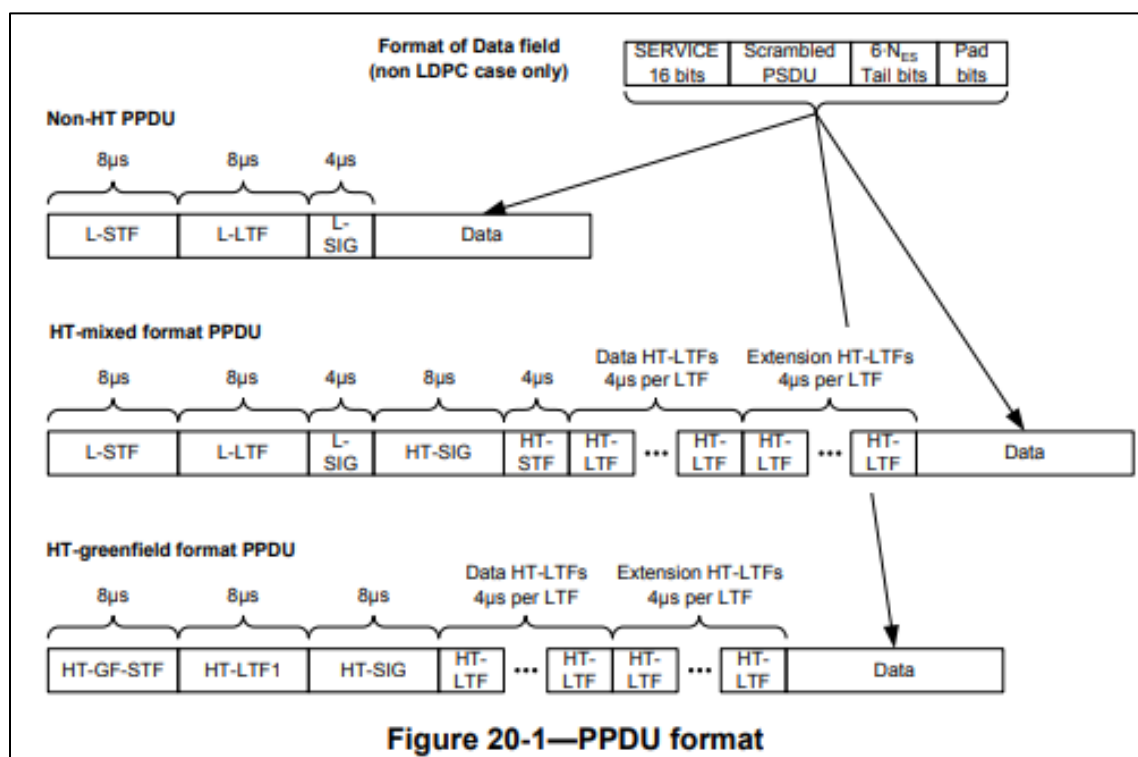 Format of Data field
(non LDPC case only)
SERVICE
16 bits
Scrambled
PSDU
6·NES
Tail bits
Pad
bits
Non-HT PPDU
8µs
8µs
4µs
L-STF
L-LTF
L-
SIG
Data
HT-mixed format PPDU
Data HT-LTFs
4µs per LTF
Extension HT-LTFs
4µs per LTF
8µs
8µs
4µs
8µs
4µs
L-STF
L-LTF
L-
SIG
HT-SIG
HT-
STF
HT-
LTF
...
HT-
LTF
HT-
LTF
...
HT-
LTF
Data
HT-greenfield format PPDU
Data HT-LTFs
4µs per LTF
Extension HT-LTFs
4µs per LTF
8µs
8µs
8µs
HT-GF-STF
HT-LTF1
HT-SIG
HT-
LTF
...
HT-
LTF
HT-
LTF
...
HT-
LTF
Data
Figure 20-1—PPDU format